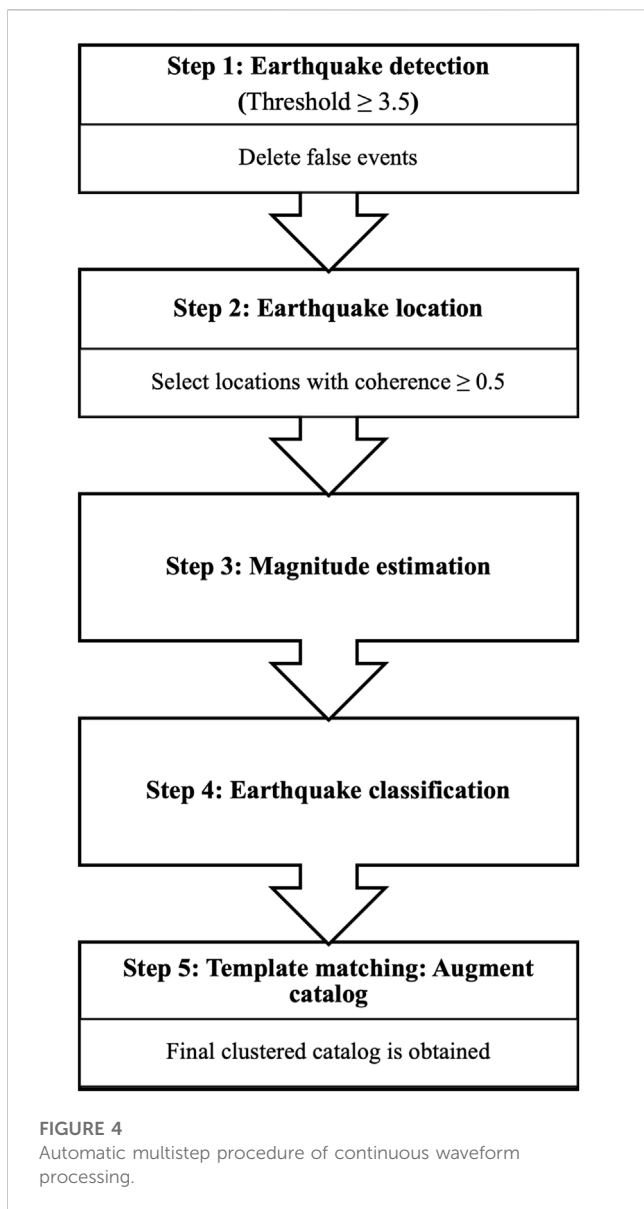 Step 1: Earthquake detection
(Threshold ≥ 3.5)
Delete false events
Step 2: Earthquake location
Select locations with coherence ≥ 0.5
Step 3: Magnitude estimation
Step 4: Earthquake classification
Step 5: Template matching: Augment
catalog
Final clustered catalog is obtained
FIGURE 4
Automatic multistep procedure of continuous waveform
processing.